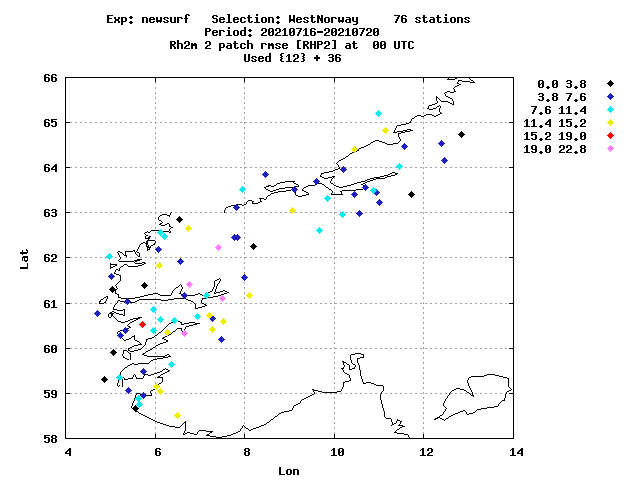 Exp: newsurf   Selection: WestNorway     76 stations
Period: 20210716-20210720
Rh2m 2 patch rmse [RHP2] at  00 UTC
Used {12} + 36
66
65
64
63
62
61
60
59
58
Lat
4 6 8 10 12 14
Lon
0.0 3.8
3.8 7.6
7.6 11.4
11.4 15.2
15.2 19.0
19.0 22.8